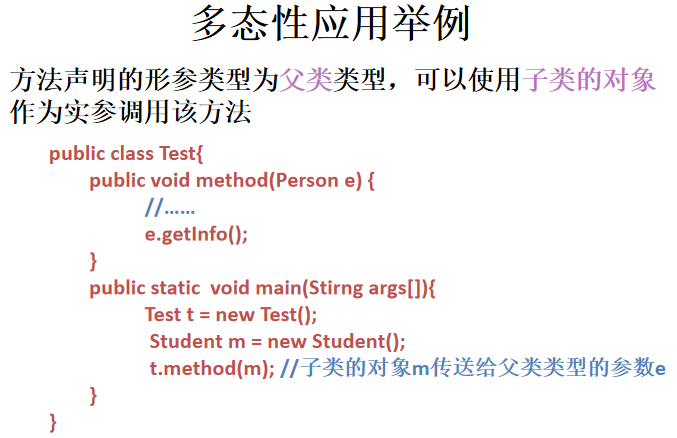 多态性应用举例
方法声明的形参类型为父类类型，可以使用子类的对象
作为实参调用该方法
public class Test{
public void method(Person e) {
//……
e.getInfo();
}
public static  void main(Stirng args[]){
Test t = new Test();
Student m = new Student();
t.method(m); //子类的对象m传送给父类类型的参数e
}
}